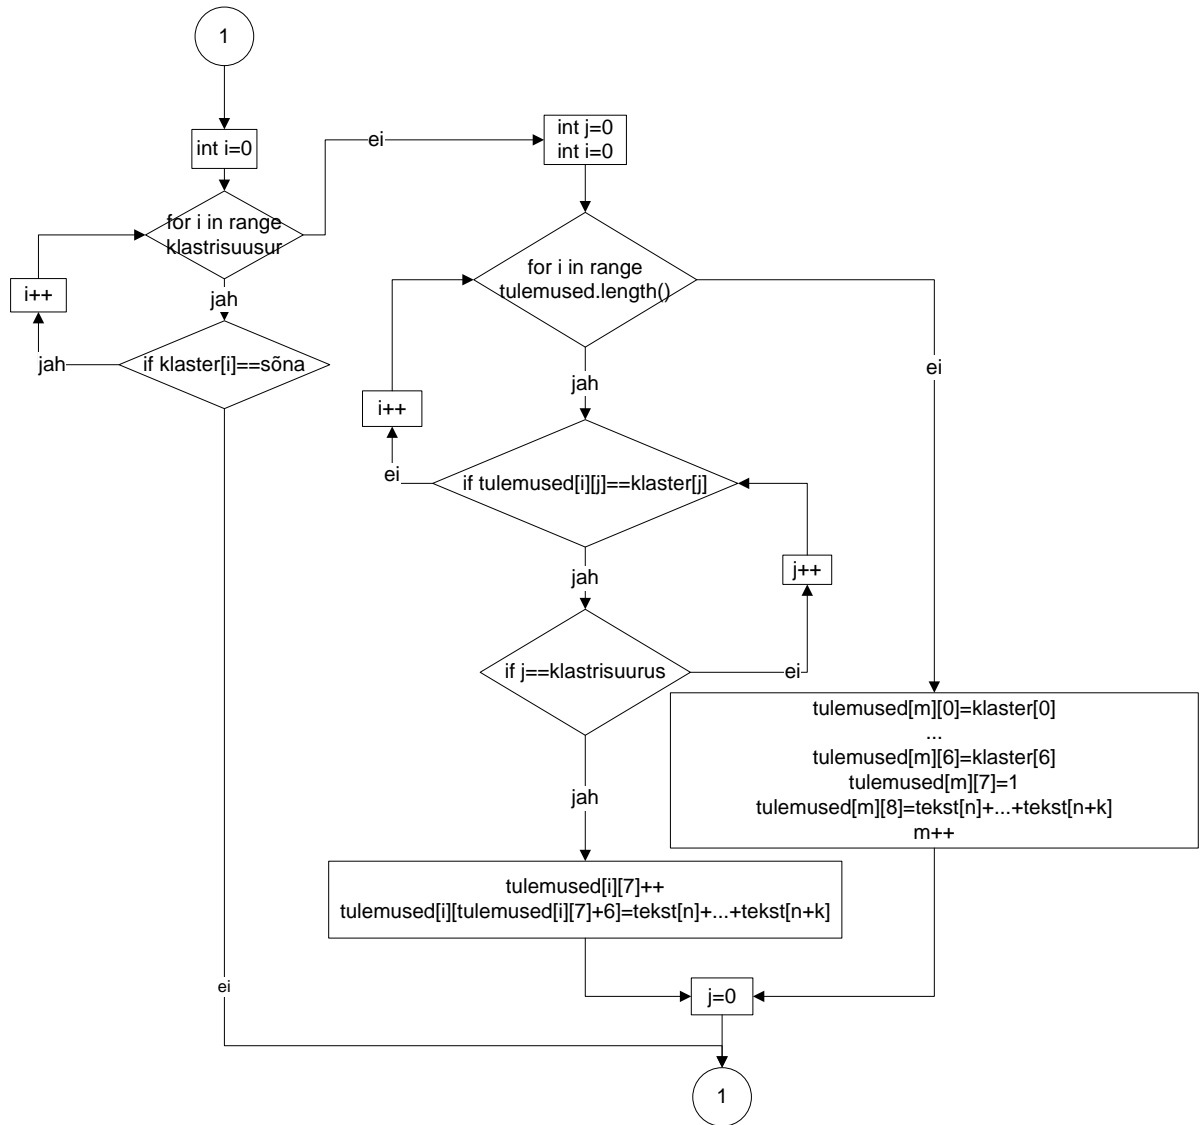 1
int i=0
for i in range
klastrisuusur
i++
jah
if klaster[i]==sõna
jah
ei
ei
int j=0
int i=0
for i in range
tulemused.length()
ei
jah
i++
ei
if tulemused[i][j]==klaster[j]
jah
j++
if j==klastrisuurus
ei
jah
tulemused[m][0]=klaster[0]
...
tulemused[m][6]=klaster[6]
tulemused[m][7]=1
tulemused[m][8]=tekst[n]+...+tekst[n+k]
m++
tulemused[i][7]++
tulemused[i][tulemused[i][7]+6]=tekst[n]+...+tekst[n+k]
j=0
1